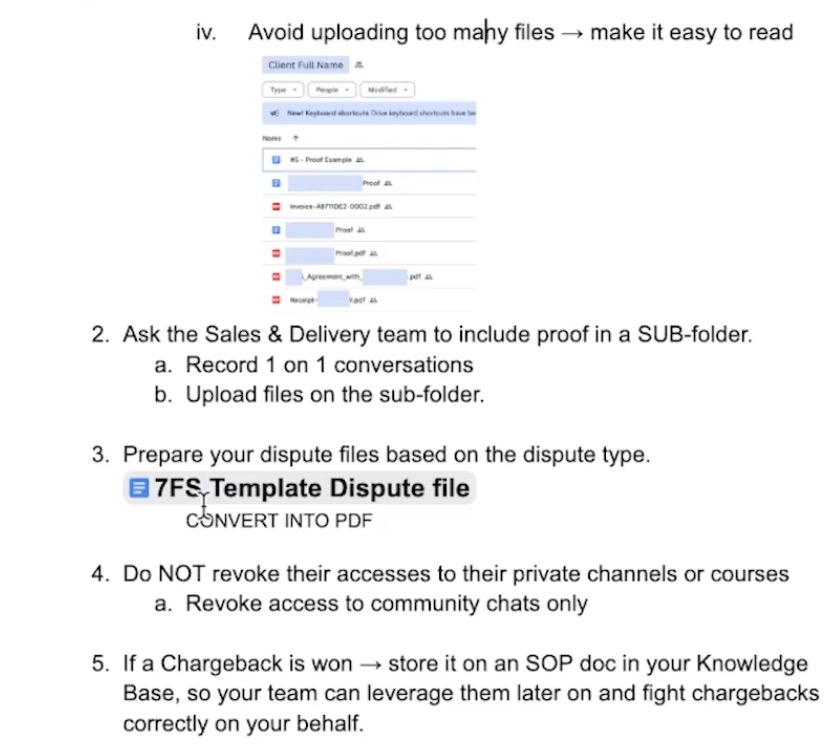 iv. Avoid uploading too many files → make it easy to read
Client Full Name
Type People Modified
New! Keyboard shortcuts Drive keyboard shortcuts have be
Name ↑
#5 - Proof Example
Proof
Invoice-A8711DE2-0002.pdf
Proof
Proof.pdf
_Agreement_with_ .pdf
Receipt- .pdf
2. Ask the Sales & Delivery team to include proof in a SUB-folder.
a. Record 1 on 1 conversations
b. Upload files on the sub-folder.
3. Prepare your dispute files based on the dispute type.
7FS Template Dispute file
CONVERT INTO PDF
4. Do NOT revoke their accesses to their private channels or courses
a. Revoke access to community chats only
5. If a Chargeback is won → store it on an SOP doc in your Knowledge
Base, so your team can leverage them later on and fight chargebacks
correctly on your behalf.